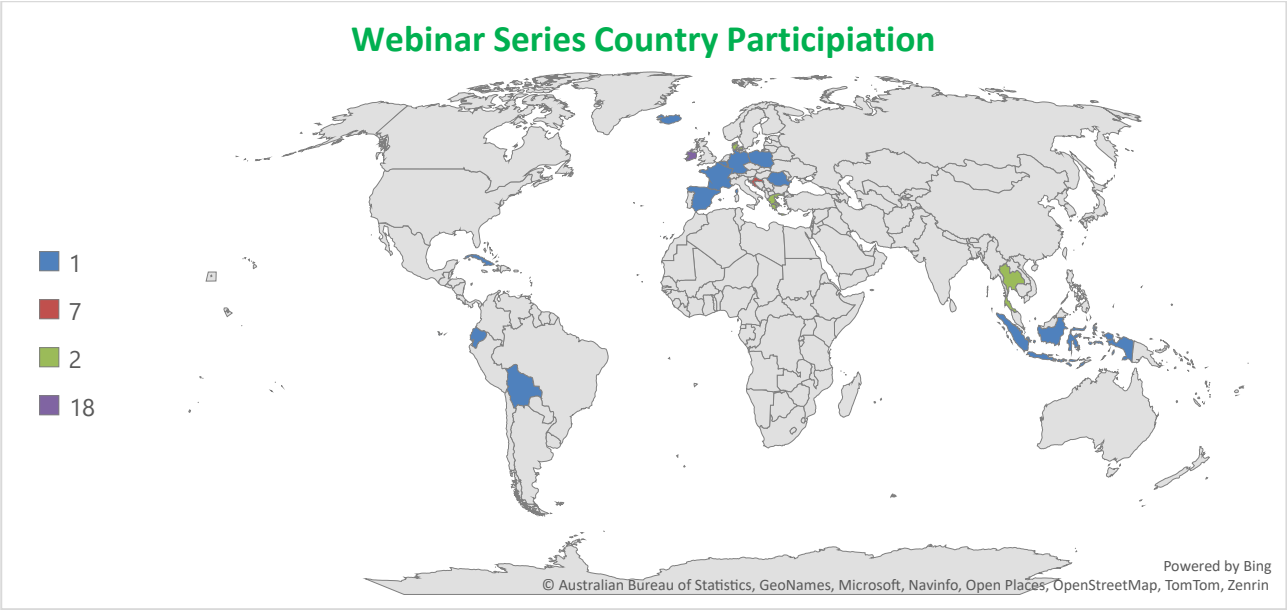 Webinar Series Country Participiation
1
7
2
18
Powered by Bing
© Australian Bureau of Statistics, GeoNames, Microsoft, Navinfo, Open Places, OpenStreetMap, TomTom, Zenrin